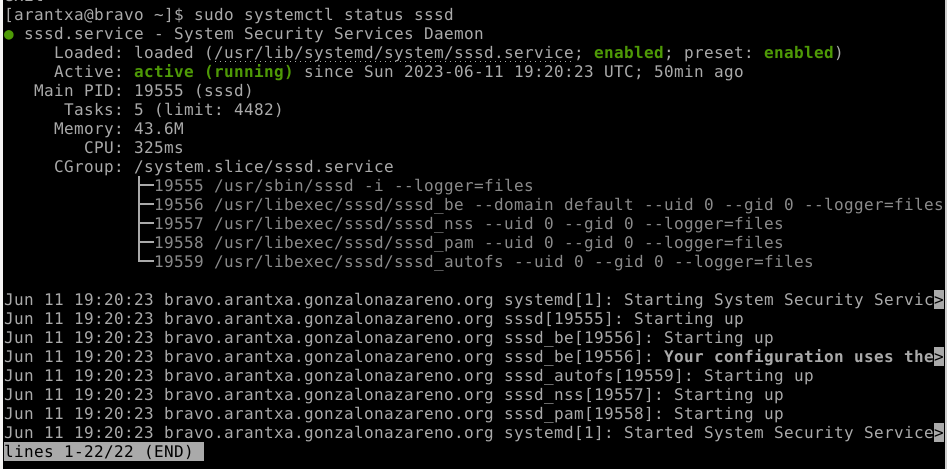 [arantxa@bravo ~]$ sudo systemctl status sssd
● sssd.service - System Security Services Daemon
     Loaded: loaded (/usr/lib/systemd/system/sssd.service; enabled; preset: enabled)
     Active: active (running) since Sun 2023-06-11 19:20:23 UTC; 50min ago
   Main PID: 19555 (sssd)
      Tasks: 5 (limit: 4482)
     Memory: 43.6M
        CPU: 325ms
     CGroup: /system.slice/sssd.service
             ├─19555 /usr/sbin/sssd -i --logger=files
             ├─19556 /usr/libexec/sssd/sssd_be --domain default --uid 0 --gid 0 --logger=files
             ├─19557 /usr/libexec/sssd/sssd_nss --uid 0 --gid 0 --logger=files
             ├─19558 /usr/libexec/sssd/sssd_pam --uid 0 --gid 0 --logger=files
             └─19559 /usr/libexec/sssd/sssd_autofs --uid 0 --gid 0 --logger=files
Jun 11 19:20:23 bravo.arantxa.gonzalonazareno.org systemd[1]: Starting System Security Servic>
Jun 11 19:20:23 bravo.arantxa.gonzalonazareno.org sssd[19555]: Starting up
Jun 11 19:20:23 bravo.arantxa.gonzalonazareno.org sssd_be[19556]: Starting up
Jun 11 19:20:23 bravo.arantxa.gonzalonazareno.org sssd_be[19556]: Your configuration uses the>
Jun 11 19:20:23 bravo.arantxa.gonzalonazareno.org sssd_autofs[19559]: Starting up
Jun 11 19:20:23 bravo.arantxa.gonzalonazareno.org sssd_nss[19557]: Starting up
Jun 11 19:20:23 bravo.arantxa.gonzalonazareno.org sssd_pam[19558]: Starting up
Jun 11 19:20:23 bravo.arantxa.gonzalonazareno.org systemd[1]: Started System Security Service>
lines 1-22/22 (END)